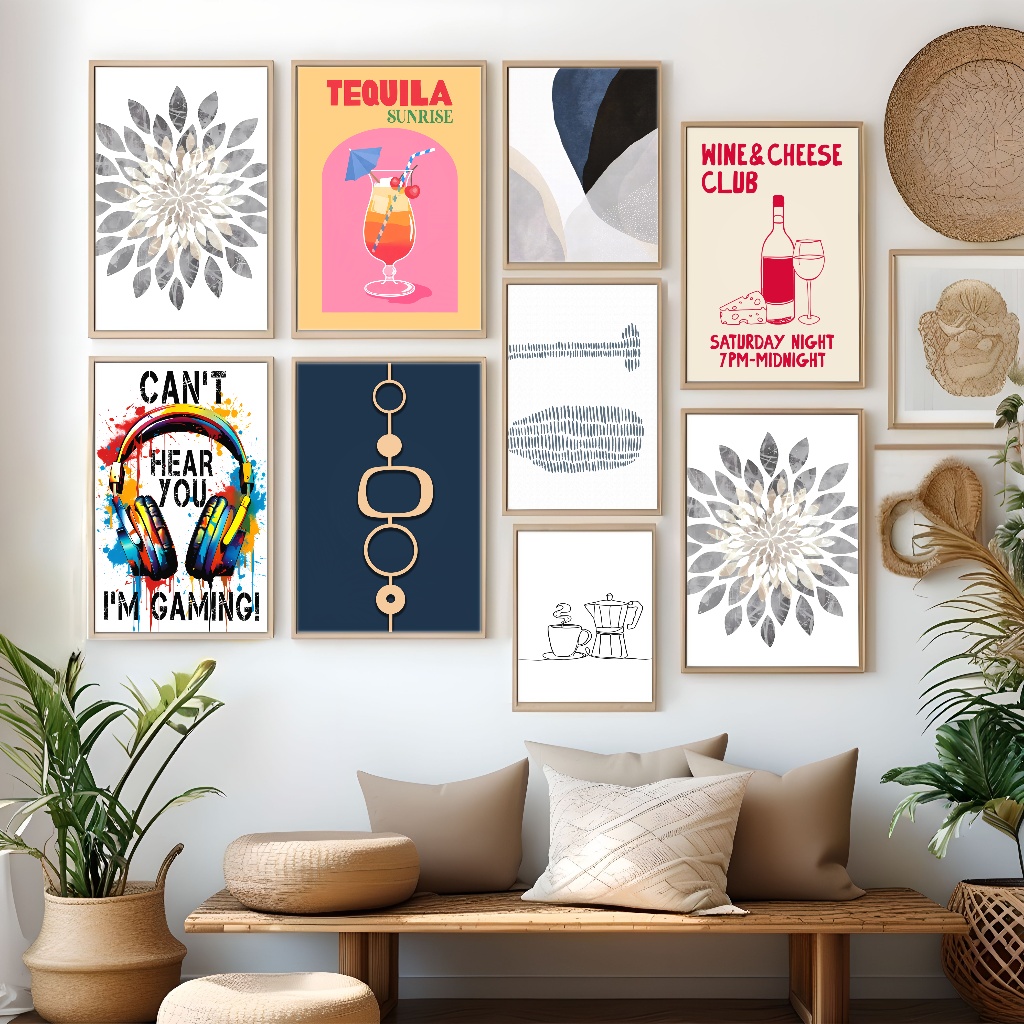 TEQUILA
SUNRISE
WINE & CHEESE
CLUB
SATURDAY NIGHT
7PM-MIDNIGHT
CAN'T
HEAR
YOU
I'M GAMING!